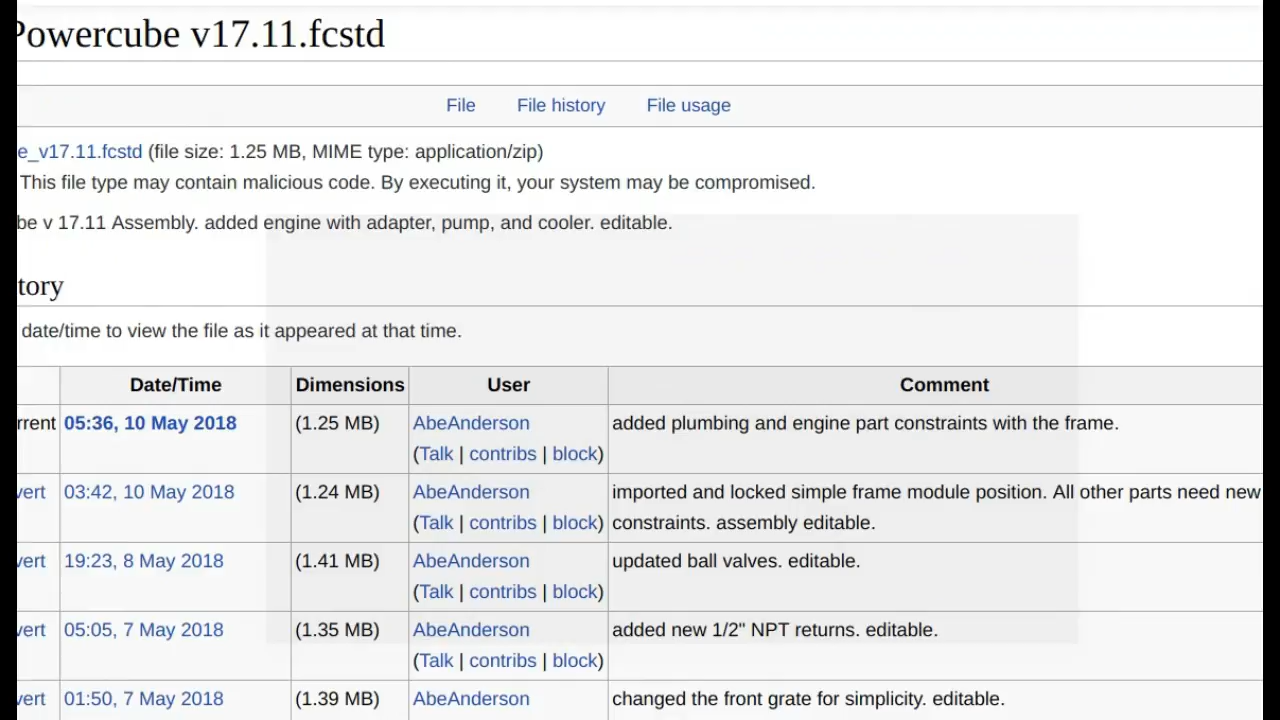 Powercube v17.11.fcstd
File File history File usage
e_v17.11.fcstd (file size: 1.25 MB, MIME type: application/zip)
This file type may contain malicious code. By executing it, your system may be compromised.
be v 17.11 Assembly. added engine with adapter, pump, and cooler. editable.
tory
date/time to view the file as it appeared at that time.
Date/Time Dimensions User Comment
rrent 05:36, 10 May 2018 (1.25 MB) AbeAnderson added plumbing and engine part constraints with the frame.
(Talk | contribs | block)
vert 03:42, 10 May 2018 (1.24 MB) AbeAnderson imported and locked simple frame module position. All other parts need new
(Talk | contribs | block) constraints. assembly editable.
vert 19:23, 8 May 2018 (1.41 MB) AbeAnderson updated ball valves. editable.
(Talk | contribs | block)
vert 05:05, 7 May 2018 (1.35 MB) AbeAnderson added new 1/2" NPT returns. editable.
(Talk | contribs | block)
vert 01:50, 7 May 2018 (1.39 MB) AbeAnderson changed the front grate for simplicity. editable.